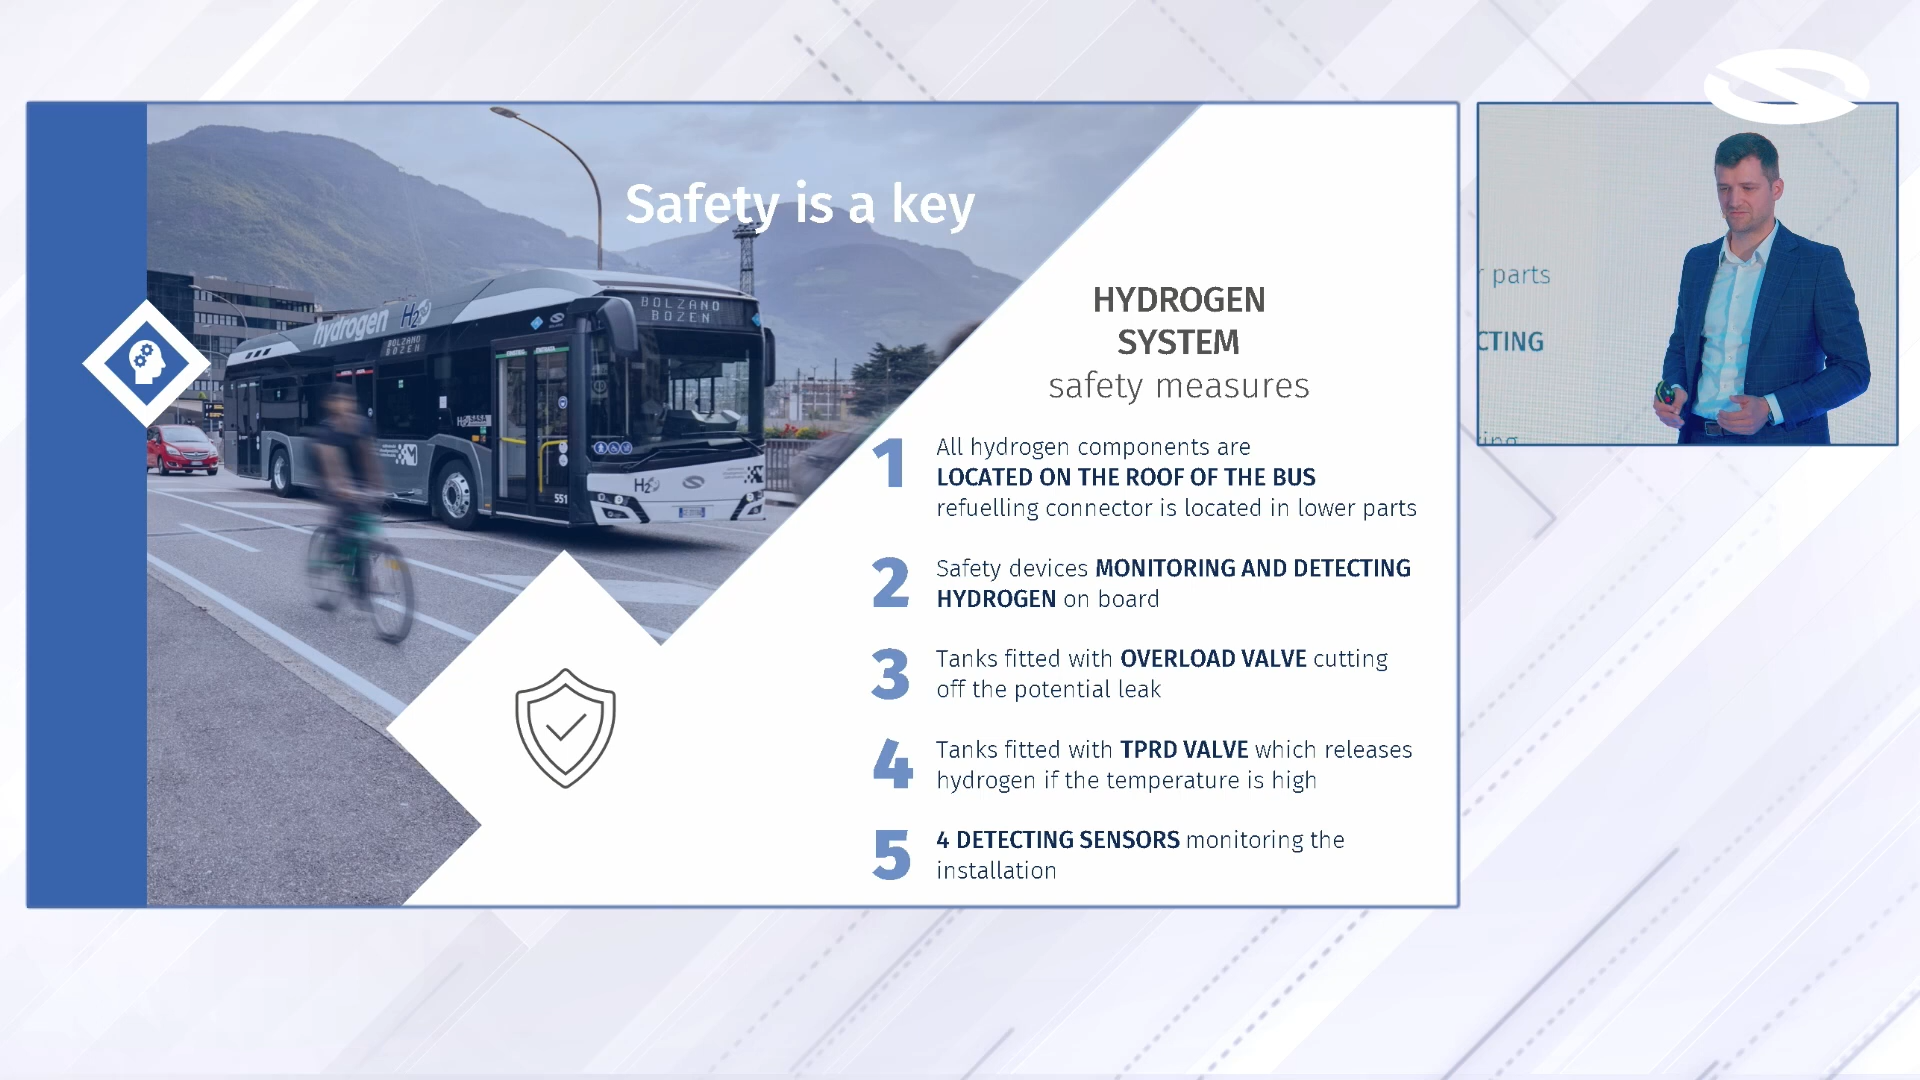 Safety is a key
hydrogen H2
BOLZANO
BOZEN
BOLZANO
BOZEN
H2
551
HYDROGEN
SYSTEM
safety measures
1 All hydrogen components are
LOCATED ON THE ROOF OF THE BUS
refuelling connector is located in lower parts
2 Safety devices MONITORING AND DETECTING
HYDROGEN on board
3 Tanks fitted with OVERLOAD VALVE cutting
off the potential leak
4 Tanks fitted with TPRD VALVE which releases
hydrogen if the temperature is high
5 4 DETECTING SENSORS monitoring the
installation
parts
CTING